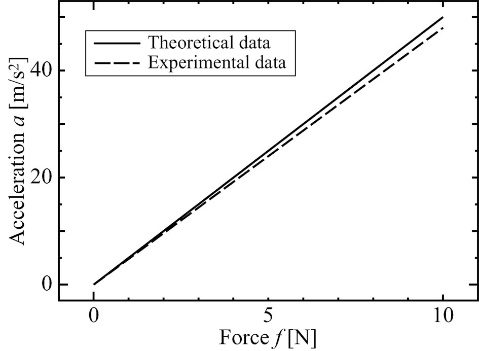 Theoretical data
Experimental data
Acceleration a [m/s²]
40
20
0
0 5 10
Force f [N]